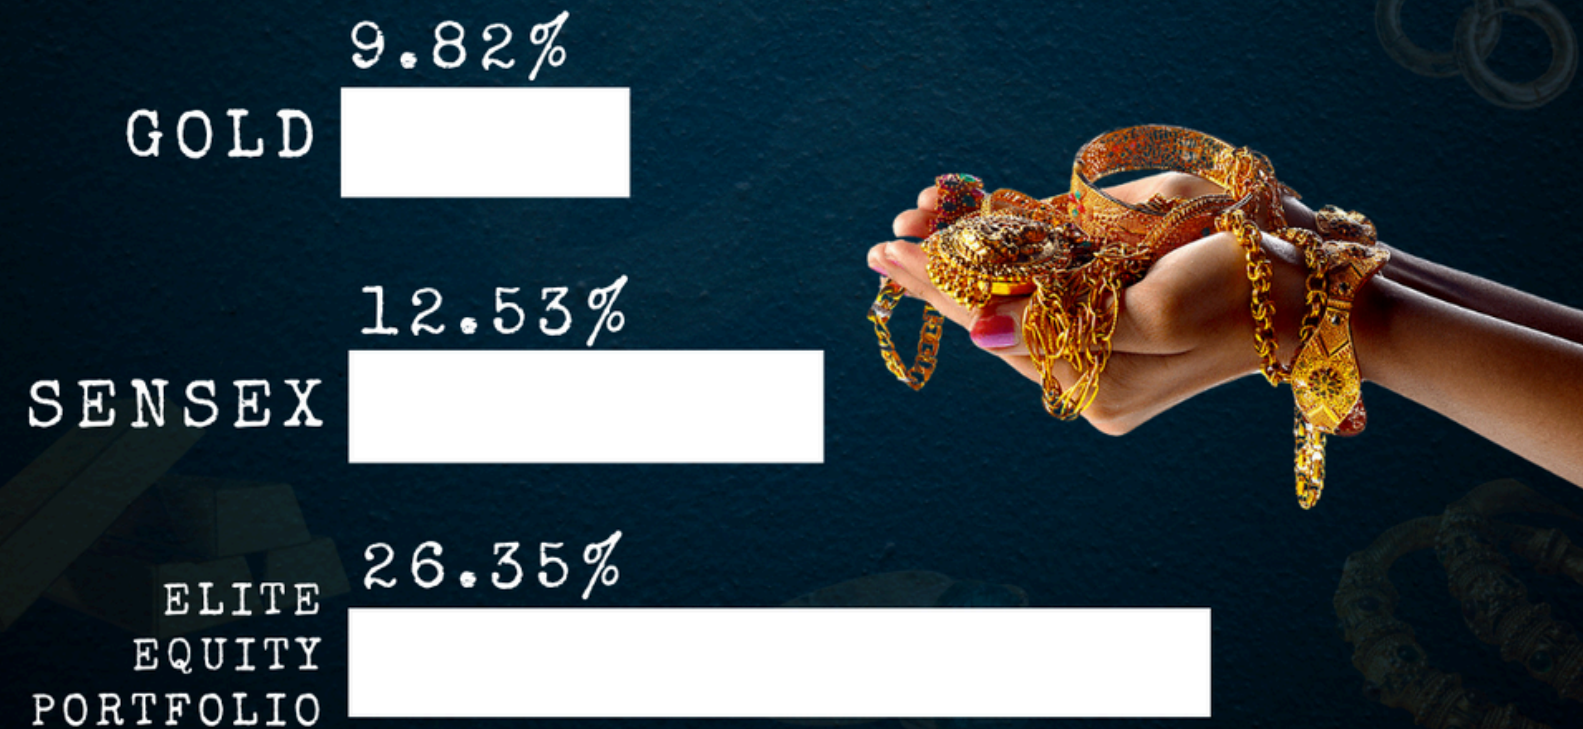 9.82%
GOLD
12.53%
SENSEX
26.35%
ELITE
EQUITY
PORTFOLIO